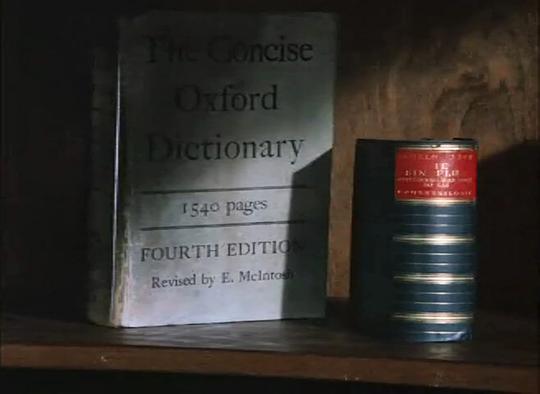 The Concise
Oxford
Dictionary
1540 pages
FOURTH EDITION
Revised by E. McIntosh